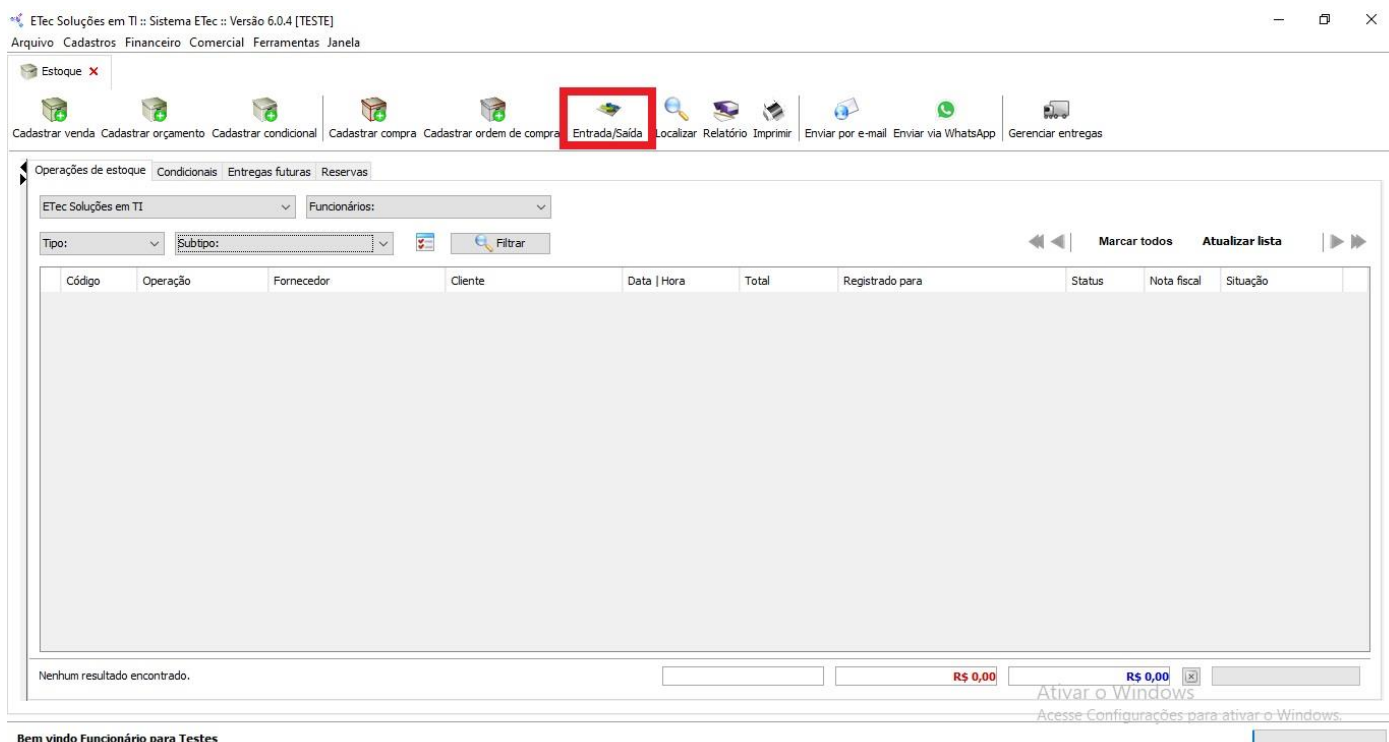 ETec Soluções em TI :: Sistema ETec :: Versão 6.0.4 [TESTE]
Arquivo Cadastros Financeiro Comercial Ferramentas Janela
Estoque
Cadastrar venda Cadastrar orçamento Cadastrar condicional Cadastrar compra Cadastrar ordem de compra Entrada/Saída Localizar Relatório Imprimir Enviar por e-mail Enviar via WhatsApp Gerenciar entregas
Operações de estoque Condicionais Entregas futuras Reservas
ETec Soluções em TI Funcionários:
Tipo: Subtipo: Filtrar Marcar todos Atualizar lista
Código Operação Fornecedor Cliente Data | Hora Total Registrado para Status Nota fiscal Situação
Nenhum resultado encontrado. R$ 0,00 R$ 0,00
Ativar o Windows
Acesse Configurações para ativar o Windows.
Bem vindo Funcionário para Testes